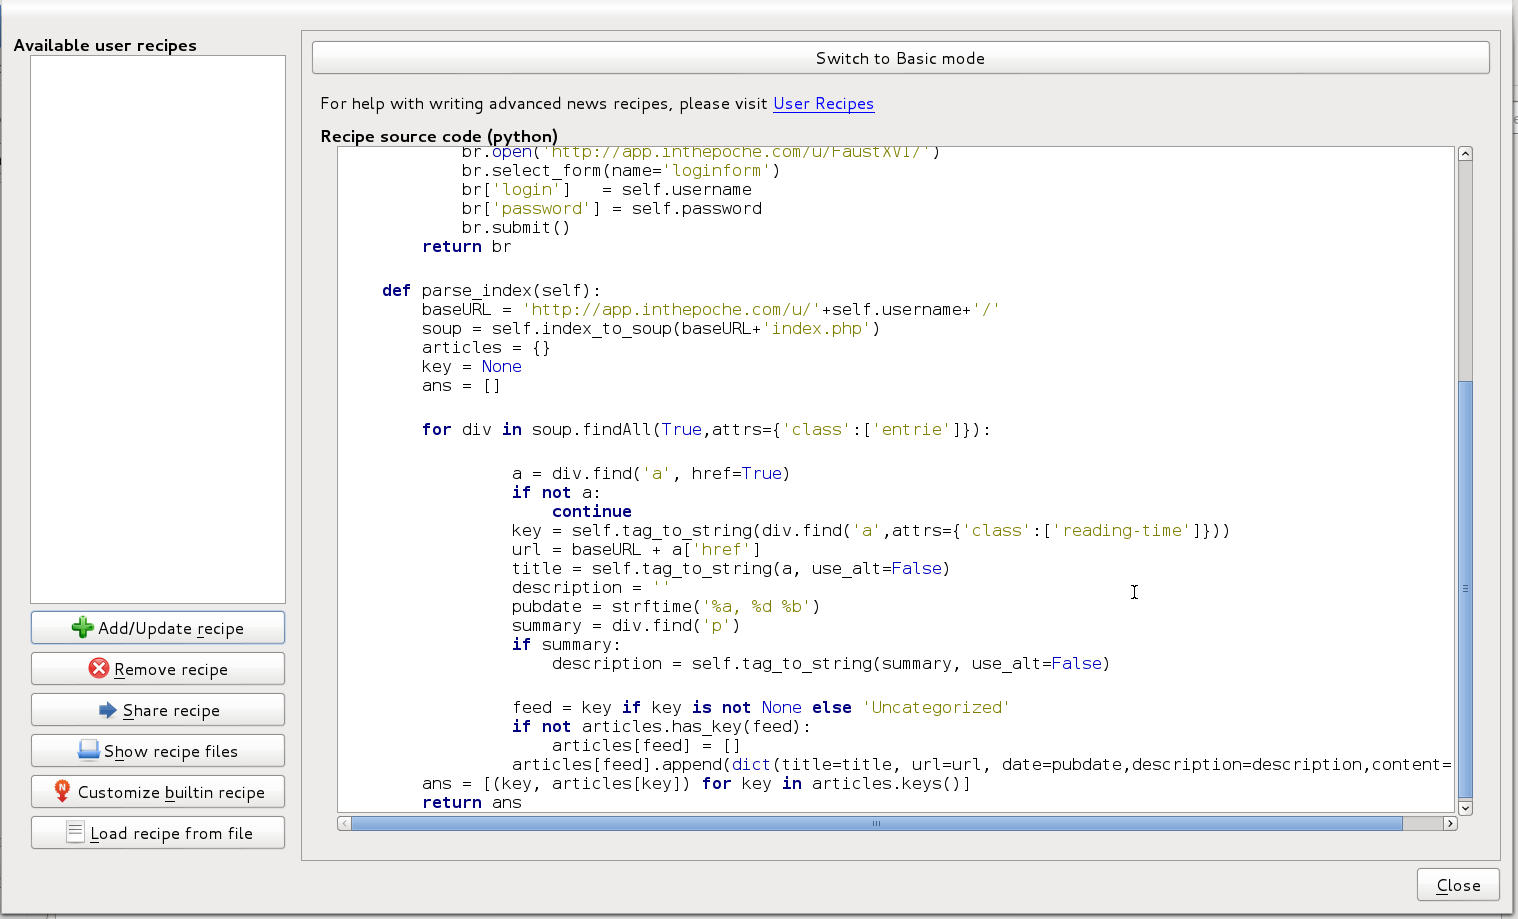 Available user recipes
Add/Update recipe
Remove recipe
Share recipe
Show recipe files
Customize builtin recipe
Load recipe from file
Switch to Basic mode
For help with writing advanced news recipes, please visit User Recipes
Recipe source code (python)
br.open('http://app.inthepoche.com/u/FaustXVI/')
br.select_form(name='loginform')
br['login']   = self.username
br['password'] = self.password
br.submit()
return br
def parse_index(self):
baseURL = 'http://app.inthepoche.com/u/'+self.username+'/'
soup = self.index_to_soup(baseURL+'index.php')
articles = {}
key = None
ans = []
for div in soup.findAll(True,attrs={'class':['entrie']}):
a = div.find('a', href=True)
if not a:
continue
key = self.tag_to_string(div.find('a',attrs={'class':['reading-time']}))
url = baseURL + a['href']
title = self.tag_to_string(a, use_alt=False)
description = ''
pubdate = strftime('%a, %d %b')
summary = div.find('p')
if summary:
description = self.tag_to_string(summary, use_alt=False)
feed = key if key is not None else 'Uncategorized'
if not articles.has_key(feed):
articles[feed] = []
articles[feed].append(dict(title=title, url=url, date=pubdate,description=description,content=
ans = [(key, articles[key]) for key in articles.keys()]
return ans
Close